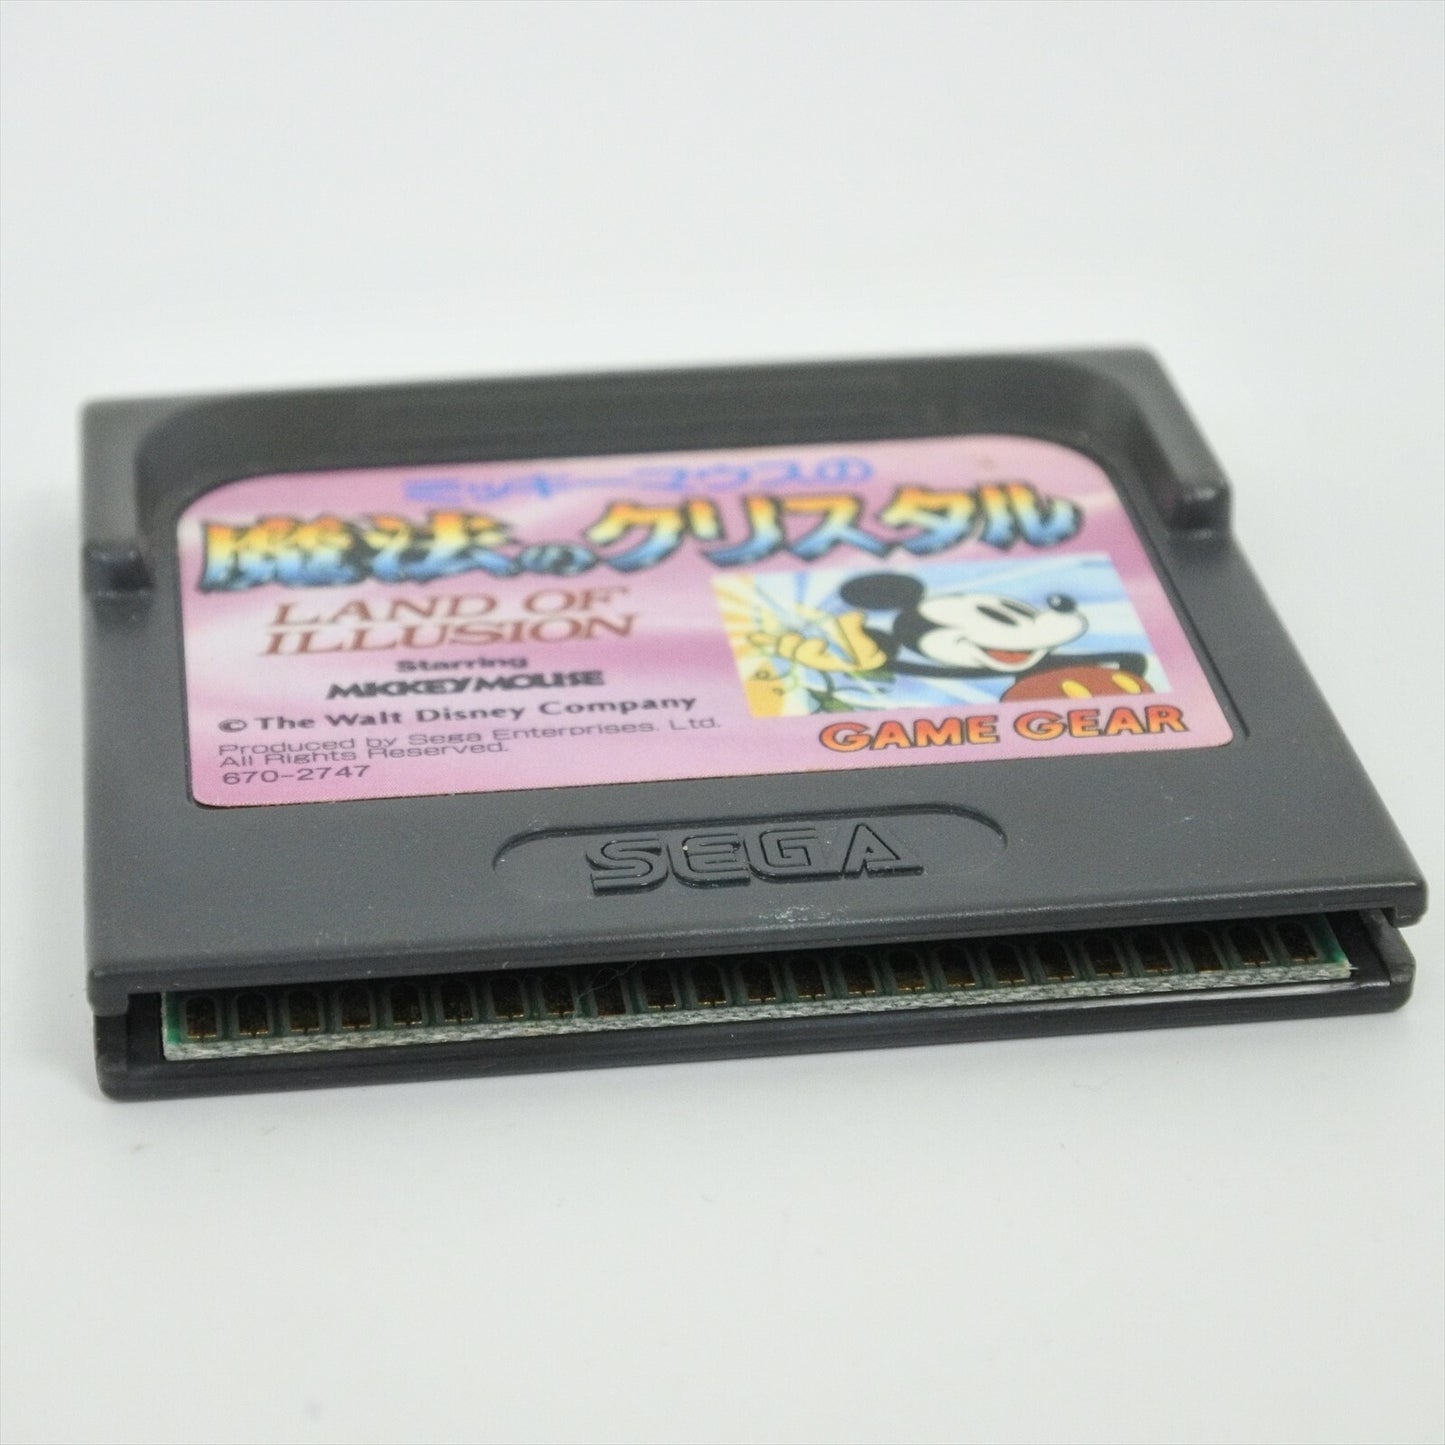 ミッキーマウスの
魔法のクリスタル
LAND OF
ILLUSION
Starring
MICKEY MOUSE
© The Walt Disney Company
Produced by Sega Enterprises. Ltd.
All Rights Reserved.
670-2747
GAME GEAR
SEGA